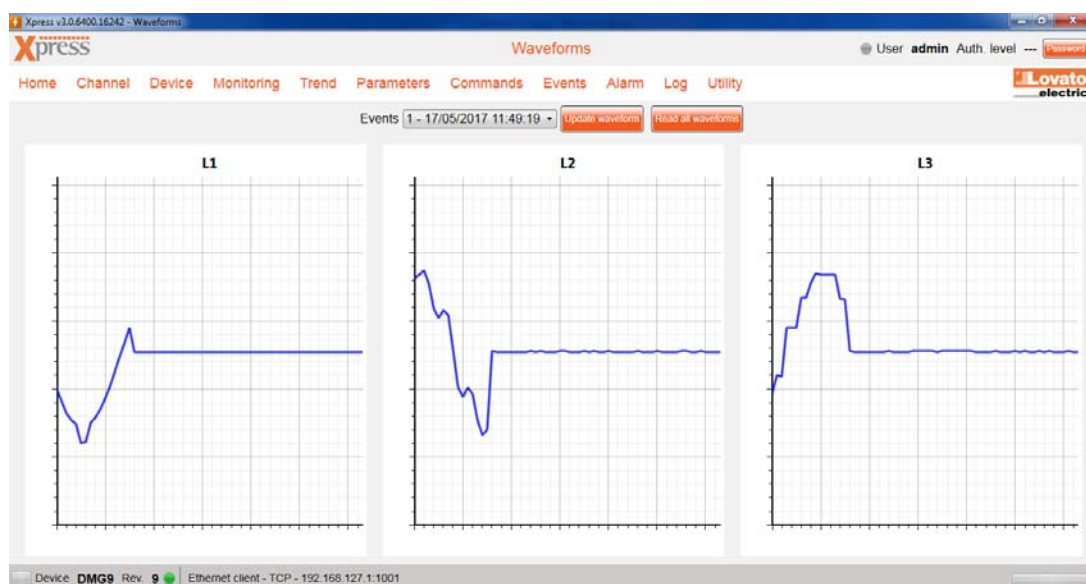 Xpress v3.0.6400.16242 - Waveforms
Xpress
Waveforms
User admin Auth. level --- Password
Home Channel Device Monitoring Trend Parameters Commands Events Alarm Log Utility
Lovato
electric
Events 1 - 17/05/2017 11:49:19 Update waveform Read all waveforms
L1 L2 L3
Device DMG9 Rev. 9 Ethernet client - TCP - 192.168.127.1:1001